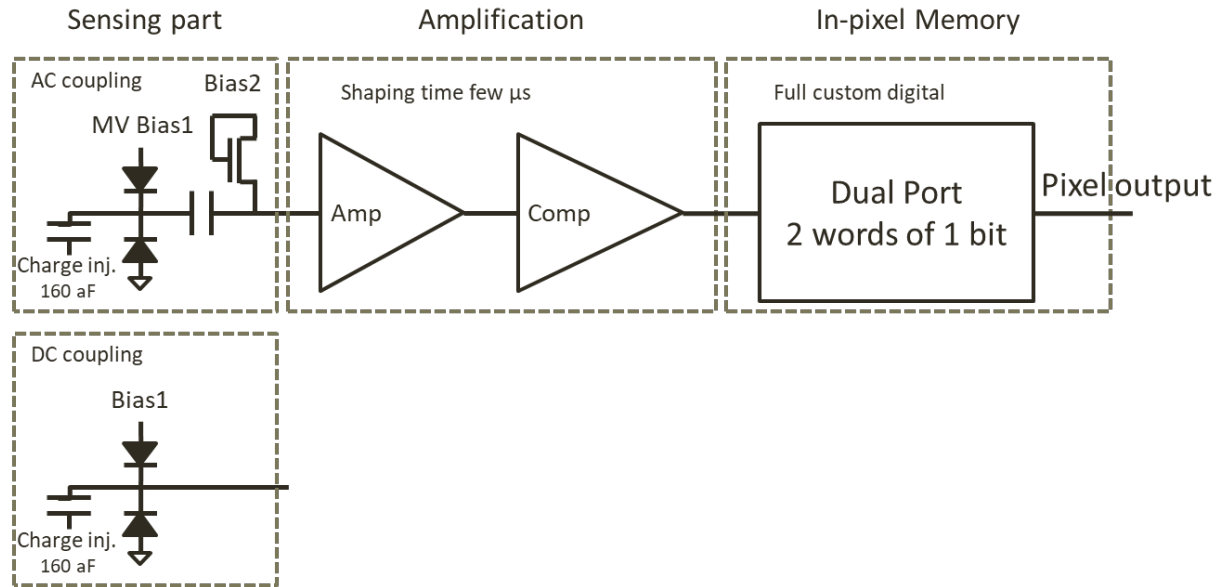 Sensing part
Amplification
In-pixel Memory
AC coupling
Bias2
MV Bias1
Charge inj.
160 aF
Shaping time few µs
Amp
Comp
Full custom digital
Dual Port
2 words of 1 bit
Pixel output
DC coupling
Bias1
Charge inj.
160 aF